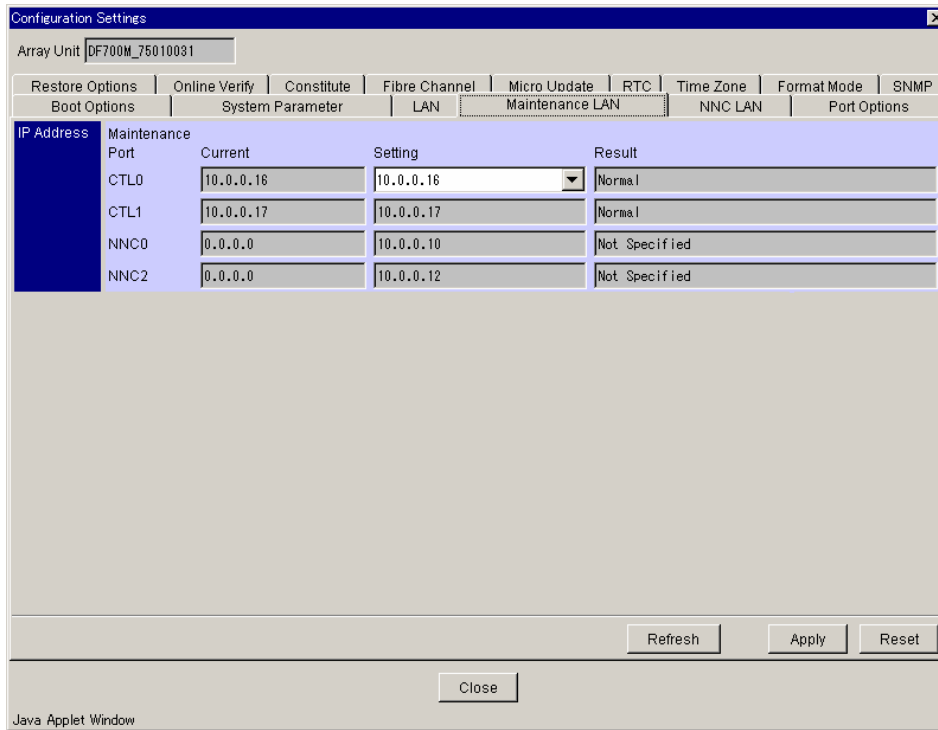 Configuration Settings
Array Unit DF700M_75010031
Restore Options Online Verify Constitute Fibre Channel Micro Update RTC Time Zone Format Mode SNMP
Boot Options System Parameter LAN Maintenance LAN NNC LAN Port Options
IP Address Maintenance
Port Current Setting Result
CTL0 10.0.0.16 10.0.0.16 Normal
CTL1 10.0.0.17 10.0.0.17 Normal
NNC0 0.0.0.0 10.0.0.10 Not Specified
NNC2 0.0.0.0 10.0.0.12 Not Specified
Refresh Apply Reset
Close
Java Applet Window